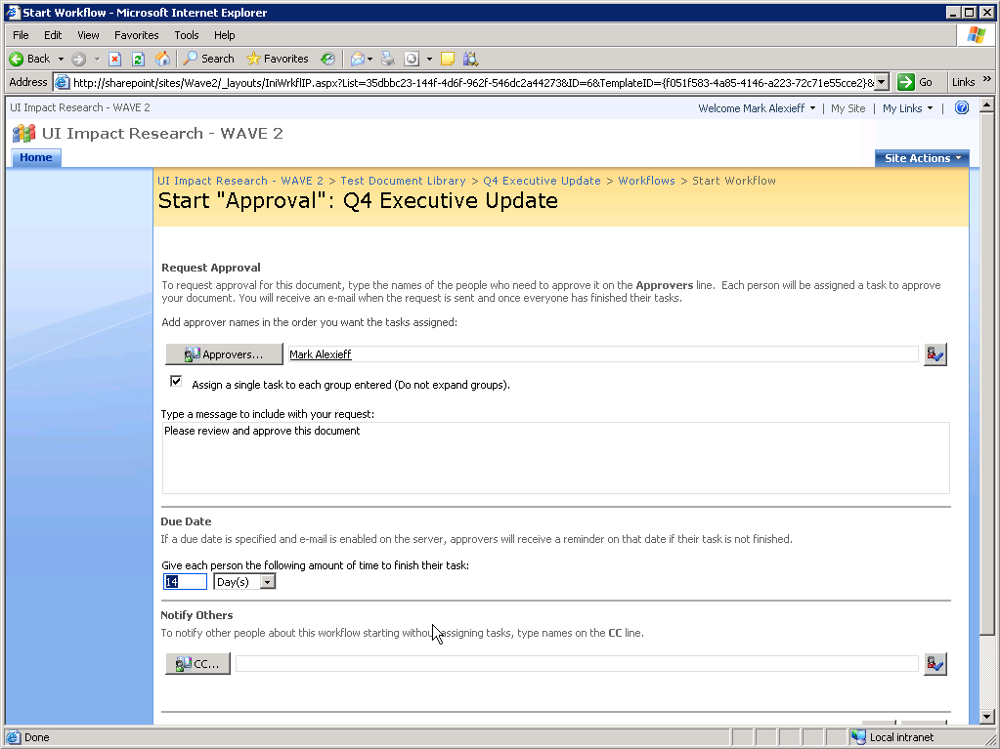 Start Workflow - Microsoft Internet Explorer
File Edit View Favorites Tools Help
Back Search Favorites
Address http://sharepoint/sites/Wave2/_layouts/IniWrkflIP.aspx?List=35dbbc23-144f-4d6f-962f-546dc2a44273&ID=6&TemplateID={f051f583-4a85-4146-a223-72c71e55cce2}& Go Links »
UI Impact Research - WAVE 2 Welcome Mark Alexieff | My Site | My Links |
UI Impact Research - WAVE 2
Home Site Actions
UI Impact Research - WAVE 2 > Test Document Library > Q4 Executive Update > Workflows > Start Workflow
Start "Approval": Q4 Executive Update
Request Approval
To request approval for this document, type the names of the people who need to approve it on the Approvers line. Each person will be assigned a task to approve
your document. You will receive an e-mail when the request is sent and once everyone has finished their tasks.
Add approver names in the order you want the tasks assigned:
Approvers... Mark Alexieff
Assign a single task to each group entered (Do not expand groups).
Type a message to include with your request:
Please review and approve this document
Due Date
If a due date is specified and e-mail is enabled on the server, approvers will receive a reminder on that date if their task is not finished.
Give each person the following amount of time to finish their task:
14 Day(s)
Notify Others
To notify other people about this workflow starting without assigning tasks, type names on the CC line.
CC...
Done Local intranet